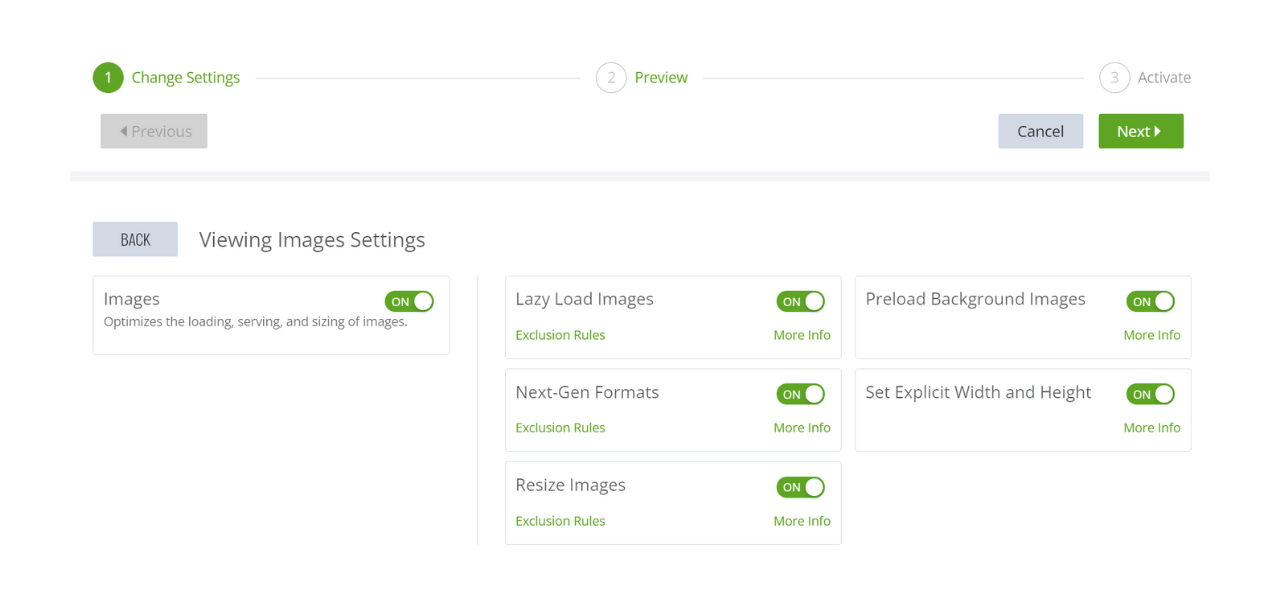 1 Change Settings 2 Preview 3 Activate
Previous Cancel Next
BACK Viewing Images Settings
Images ON
Optimizes the loading, serving, and sizing of images.
Lazy Load Images ON
Exclusion Rules More Info
Preload Background Images ON
More Info
Next-Gen Formats ON
Exclusion Rules More Info
Set Explicit Width and Height ON
More Info
Resize Images ON
Exclusion Rules More Info